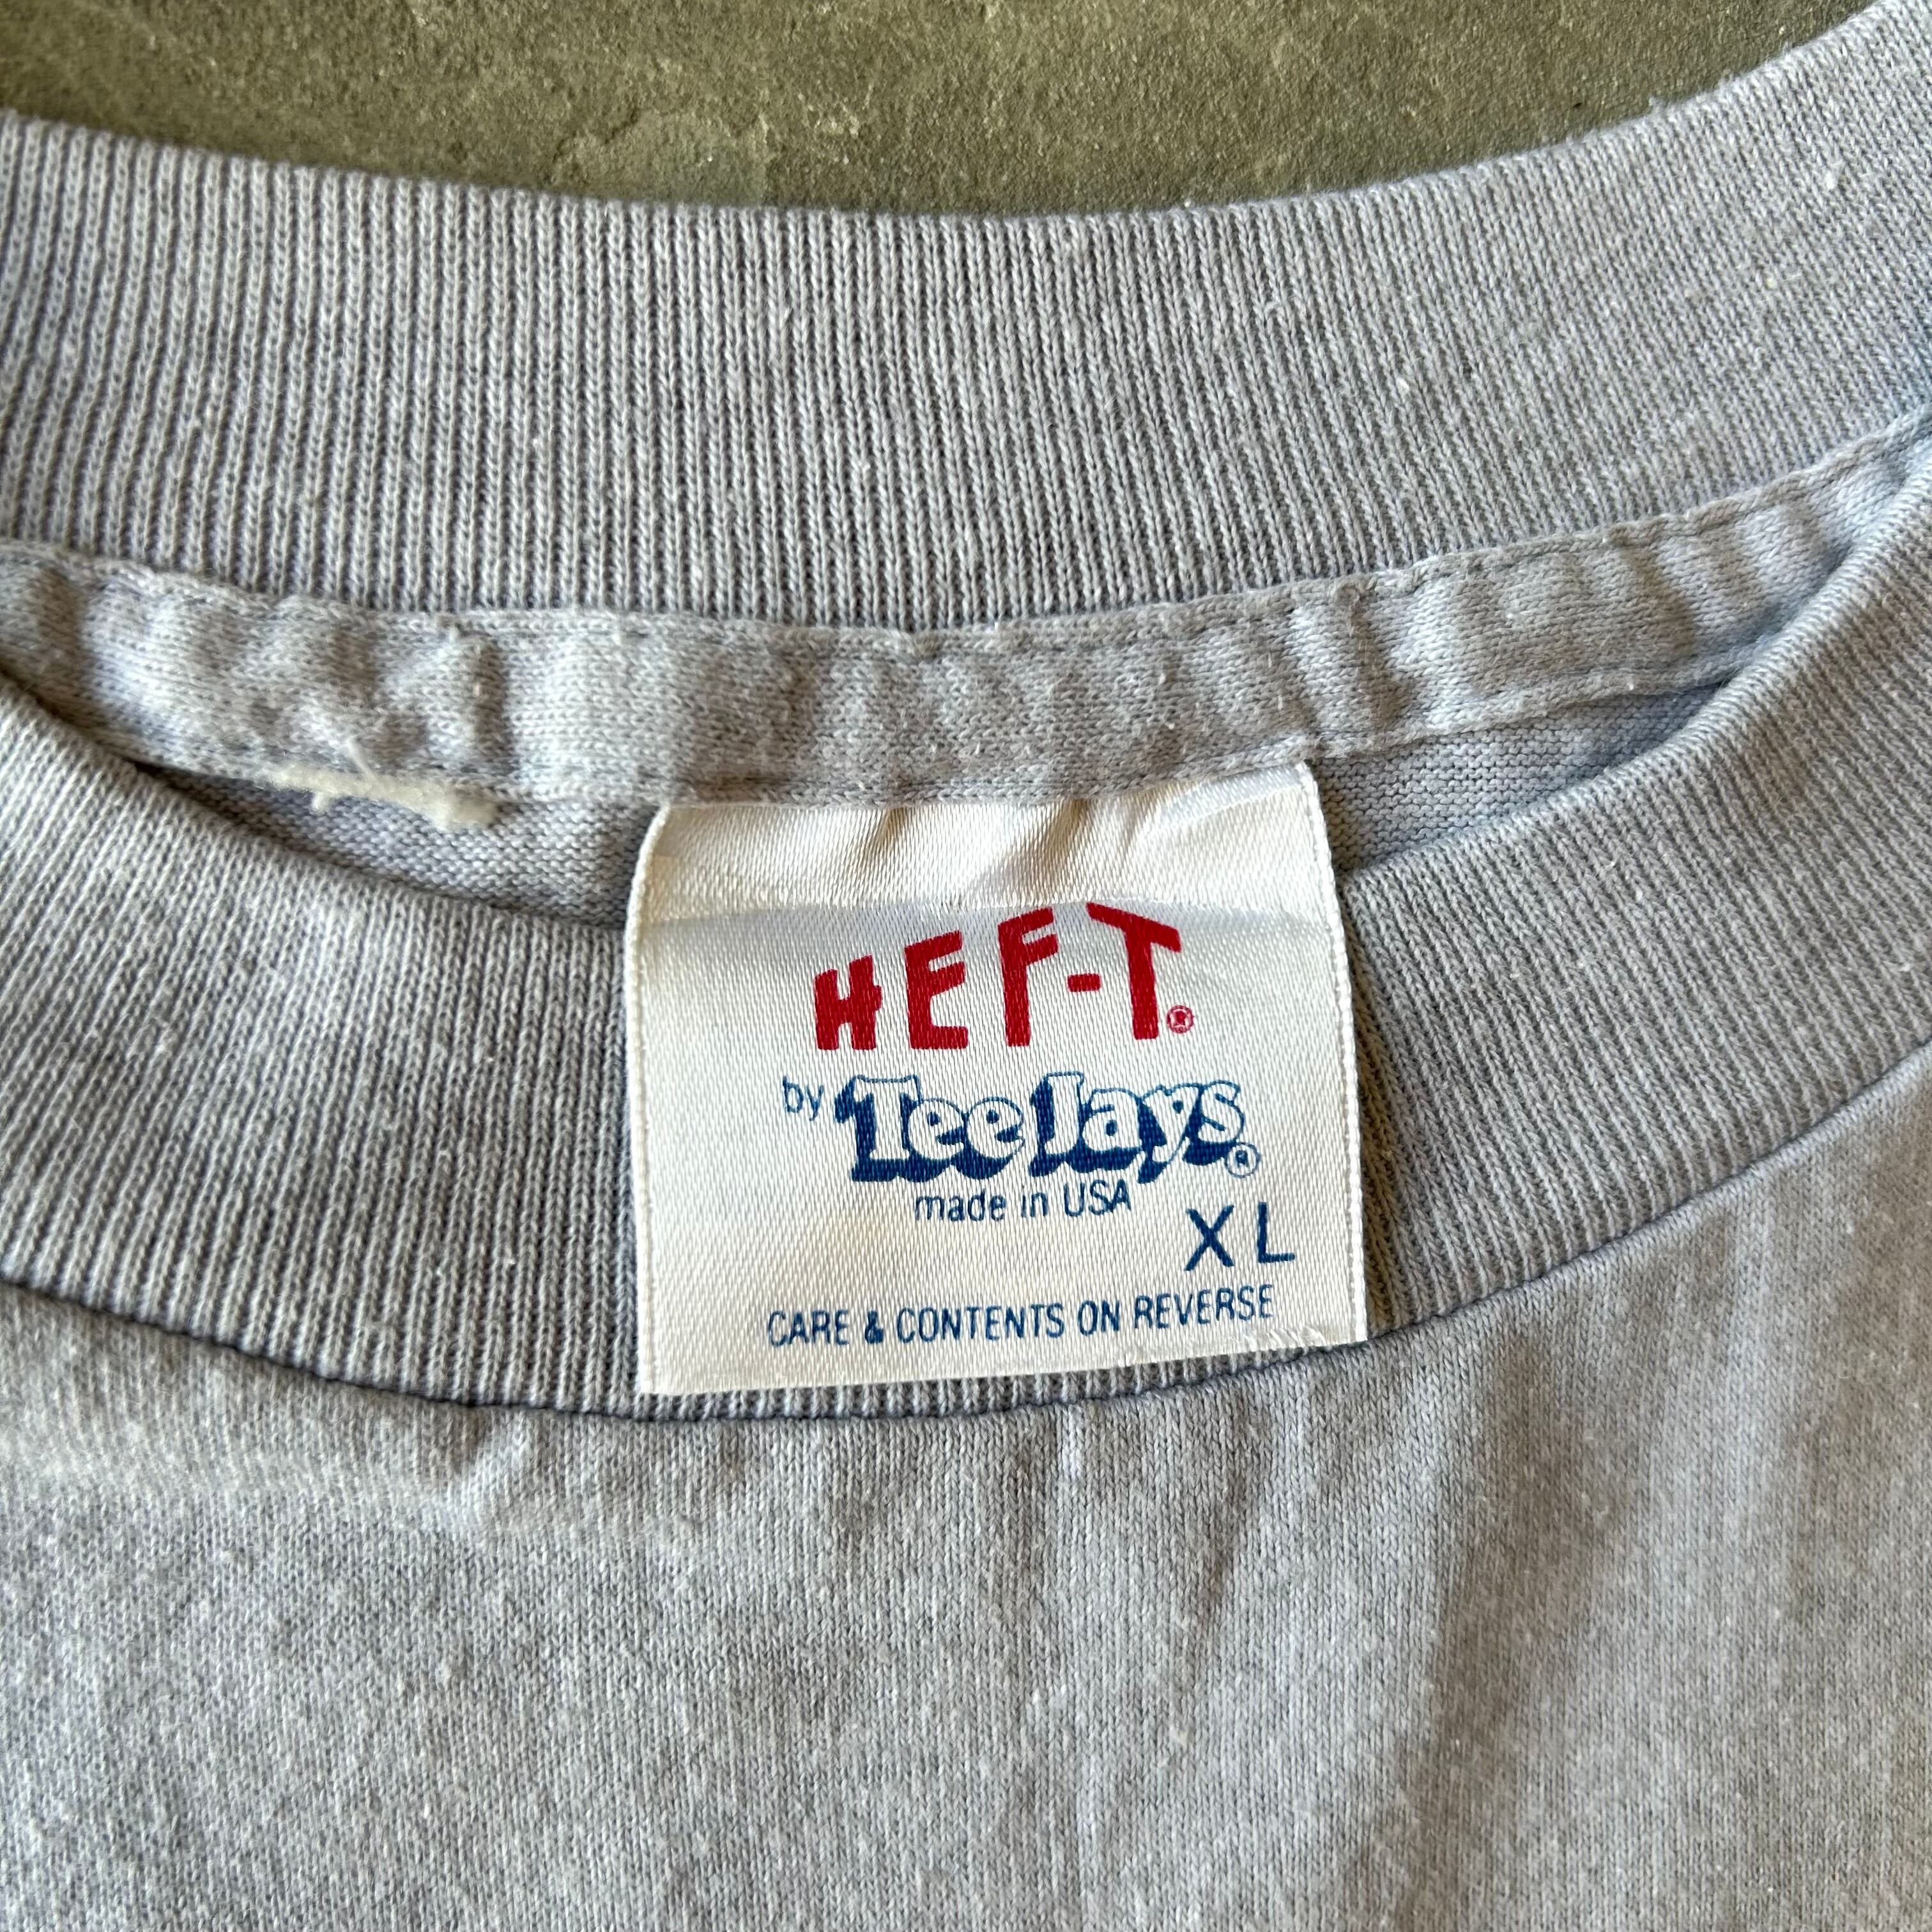 HEF-T®
by Tee Jays®
made in USA
XL
CARE & CONTENTS ON REVERSE